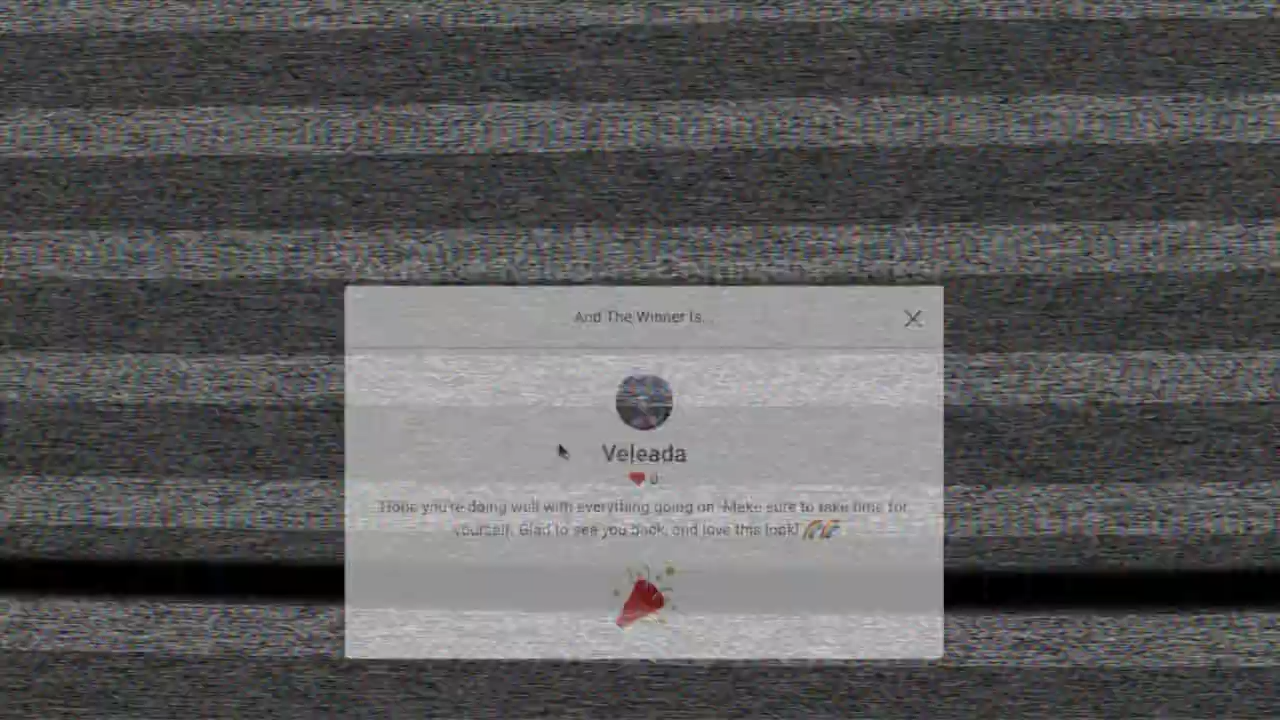 And The Winner Is..
Veleada
0
Hope you're doing well with everything going on. Make sure to take time for
yourself. Glad to see you back, and love this look!